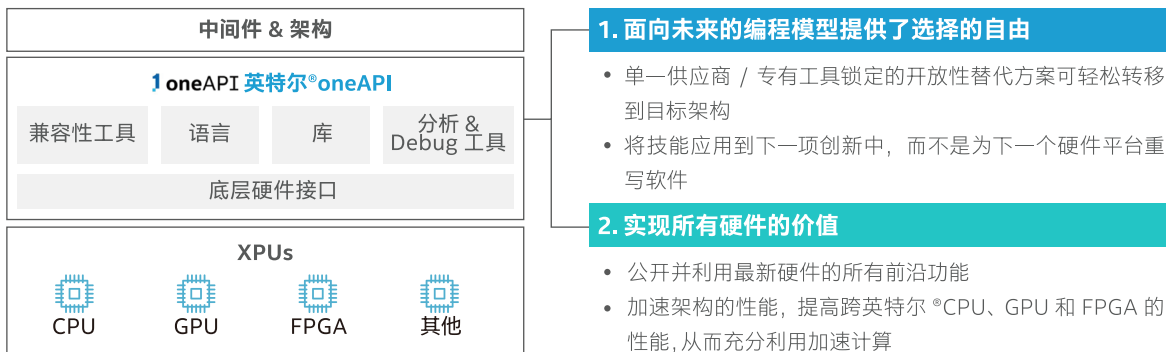 中间件 & 架构
oneAPI 英特尔®oneAPI
兼容性工具
语言
库
分析 &
Debug 工具
底层硬件接口
XPUs
CPU
GPU
FPGA
其他
1. 面向未来的编程模型提供了选择的自由
• 单一供应商 / 专有工具锁定的开放性替代方案可轻松转移
到目标架构
• 将技能应用到下一项创新中，而不是为下一个硬件平台重
写软件
2. 实现所有硬件的价值
• 公开并利用最新硬件的所有前沿功能
• 加速架构的性能，提高跨英特尔 ®CPU、GPU 和 FPGA 的
性能, 从而充分利用加速计算